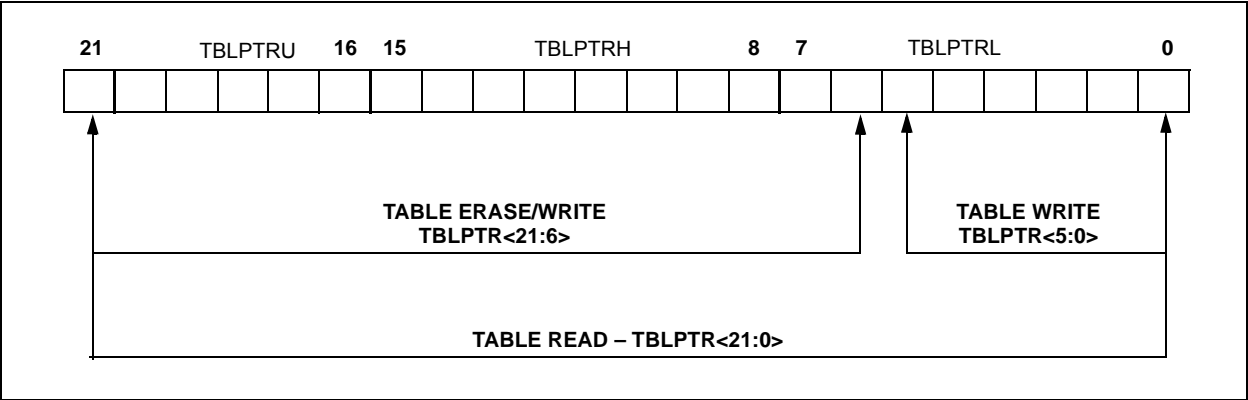 21 TBLPTRU 16 15 TBLPTRH 8 7 TBLPTRL 0
TABLE ERASE/WRITE
TBLPTR<21:6>
TABLE WRITE
TBLPTR<5:0>
TABLE READ – TBLPTR<21:0>